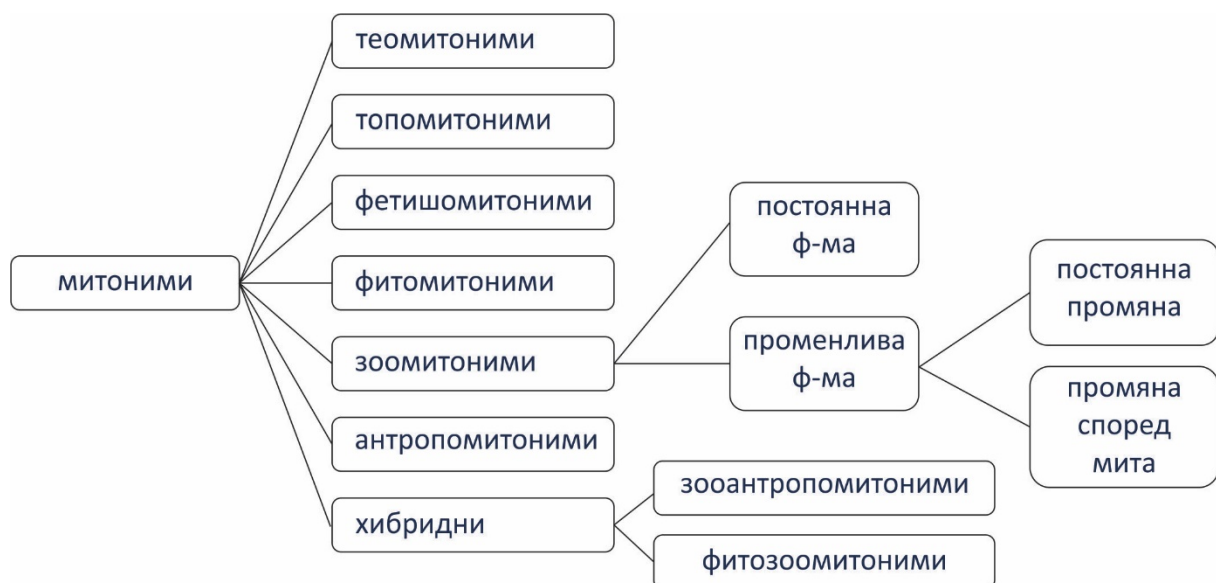 митоними
теомитоними
топомитоними
фетишомитоними
фитомитоними
зоомитоними
антропомитоними
хибридни
постоянна
ф-ма
променлива
ф-ма
зооантропомитоними
фитозоомитоними
постоянна
промяна
промяна
според
мита